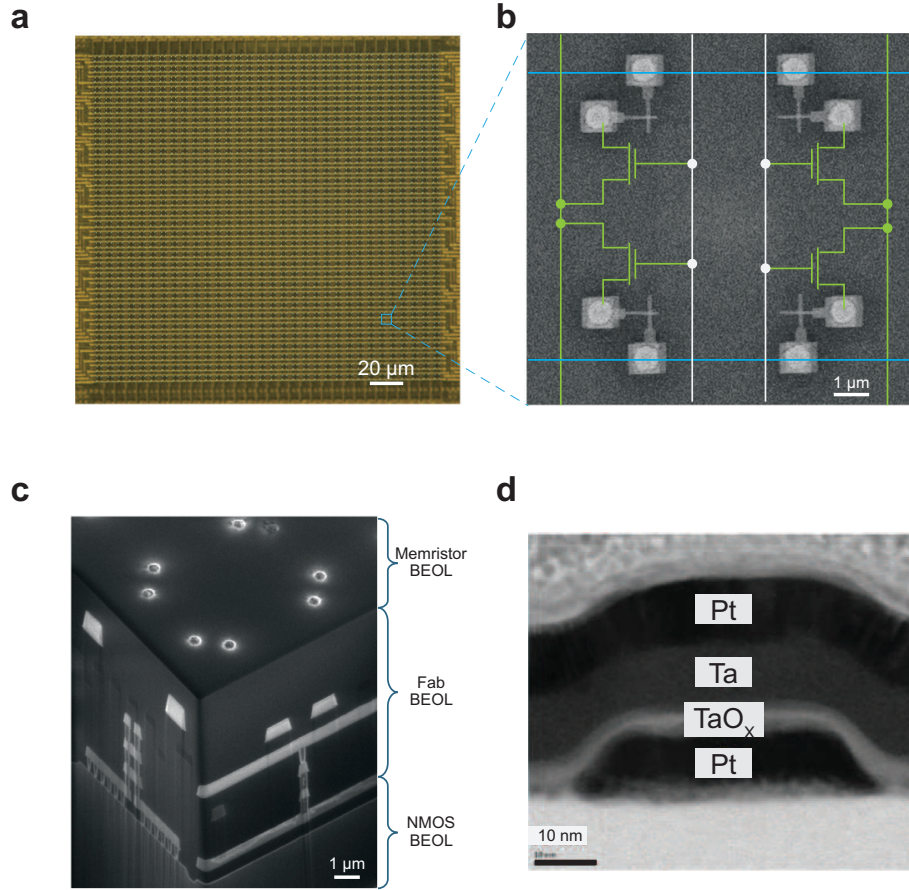 a
b
20 µm
1 µm
c
d
Memristor
BEOL
Fab
BEOL
NMOS
BEOL
1 µm
Pt
Ta
TaOₓ
Pt
10 nm